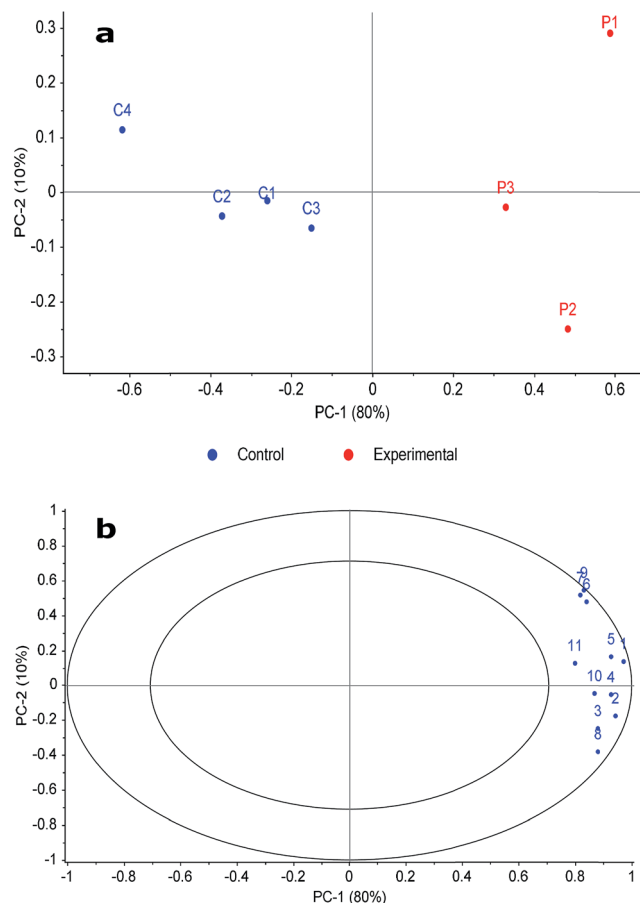 a
P1
0.3
0.2
C4
0.1
P3
0
C2 C1 C3
-0.1
P2
-0.2
-0.3
PC-2 (10%)
-0.6 -0.4 -0.2 0 0.2 0.4 0.6
PC-1 (80%)
Control Experimental
b
1
0.8
7 9
0.6
6
0.4
5 1
0.2
11
0
10 4
2
3
-0.2
8
-0.4
-0.6
-0.8
-1
PC-2 (10%)
-1 -0.8 -0.6 -0.4 -0.2 0 0.2 0.4 0.6 0.8 1
PC-1 (80%)